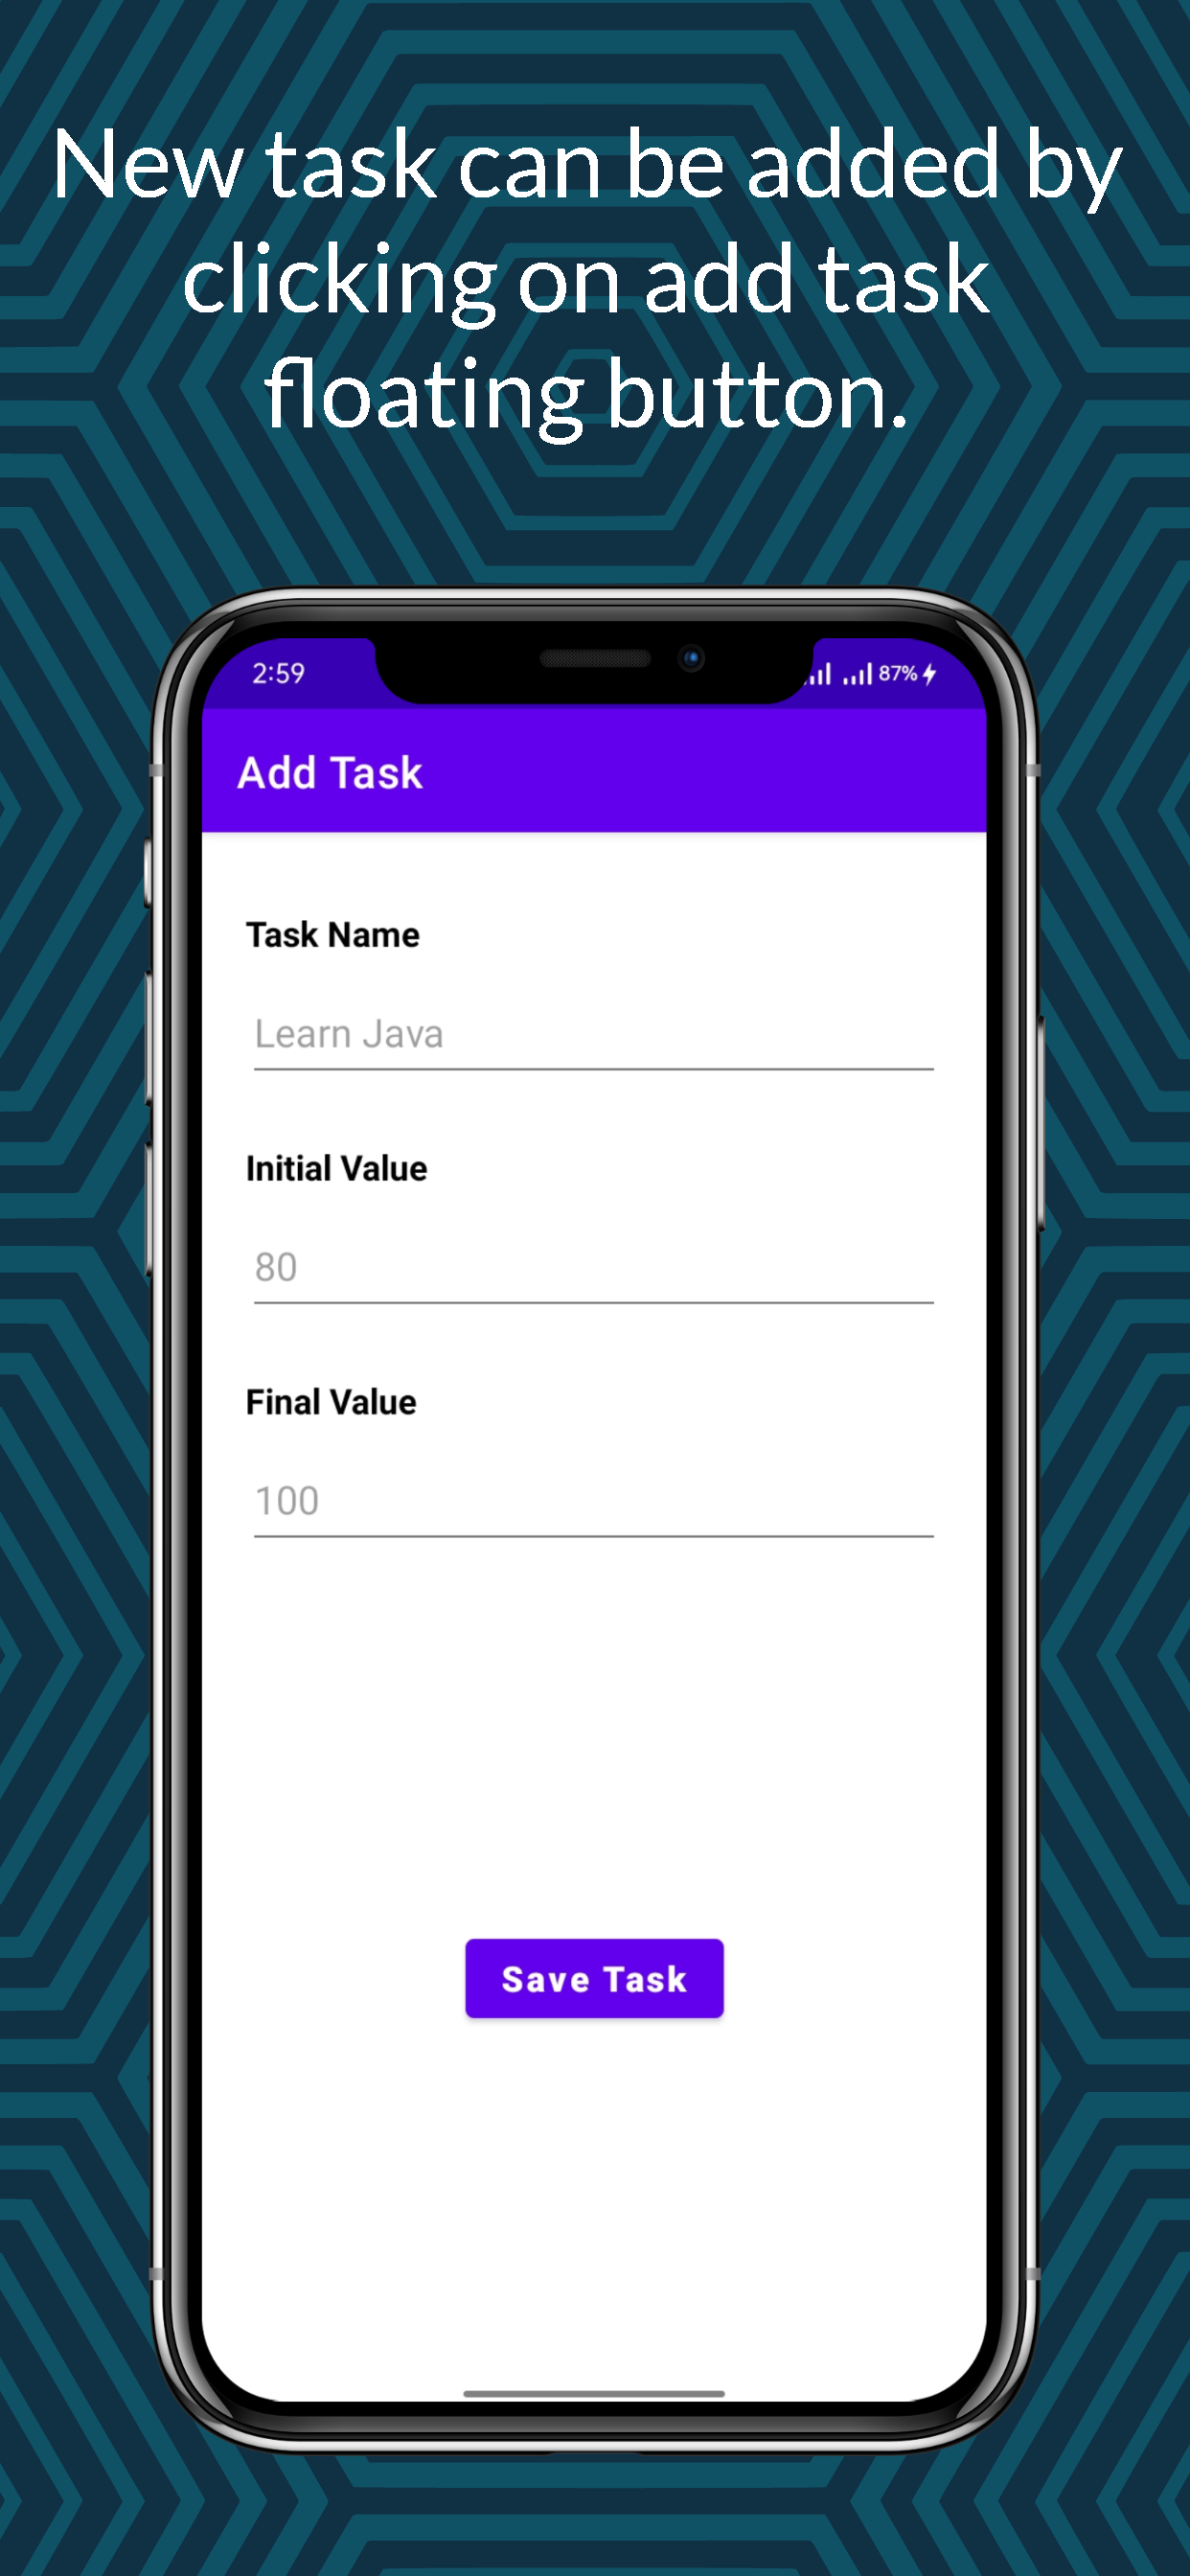 New task can be added by
clicking on add task
floating button.
2:59
87%
Add Task
Task Name
Learn Java
Initial Value
80
Final Value
100
Save Task